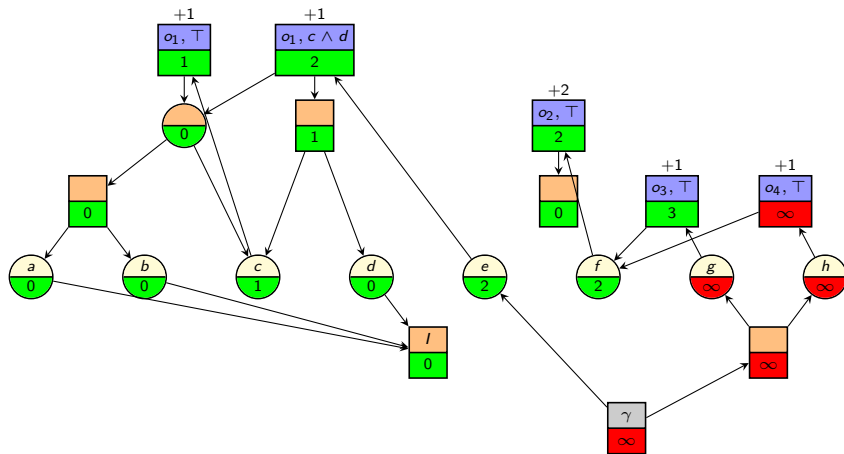 +1 +1
o₁, ⊤ o₁, c ∧ d
1 2
+2
o₂, ⊤
0 1 2
+1 +1
o₃, ⊤ o₄, ⊤
0 0 3 ∞
a b c d e f g h
0 0 1 0 2 2 ∞ ∞
I
0 ∞
γ
∞